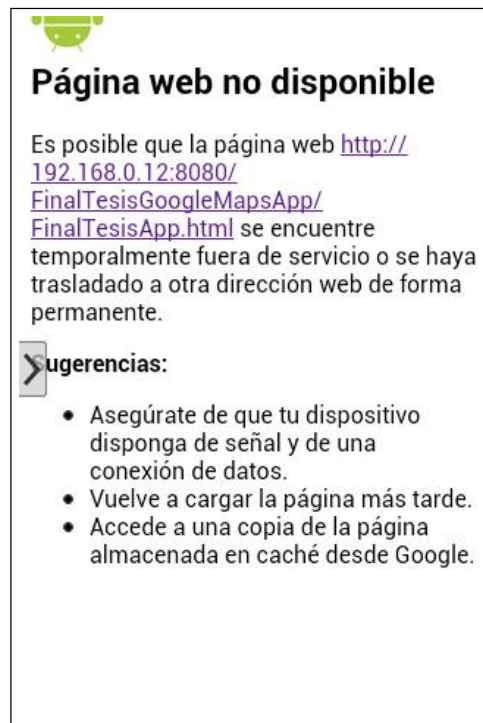 Página web no disponible
Es posible que la página web http://
192.168.0.12:8080/
FinalTesisGoogleMapsApp/
FinalTesisApp.html se encuentre
temporalmente fuera de servicio o se haya
trasladado a otra dirección web de forma
permanente.
Sugerencias:
• Asegúrate de que tu dispositivo
disponga de señal y de una
conexión de datos.
• Vuelve a cargar la página más tarde.
• Accede a una copia de la página
almacenada en caché desde Google.